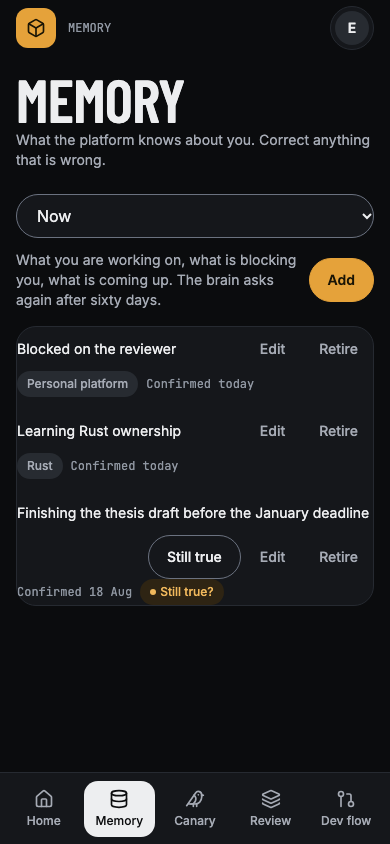 MEMORY
E
MEMORY
What the platform knows about you. Correct anything
that is wrong.
Now
What you are working on, what is blocking
you, what is coming up. The brain asks
again after sixty days.
Add
Blocked on the reviewer
Edit
Retire
Personal platform
Confirmed today
Learning Rust ownership
Edit
Retire
Rust
Confirmed today
Finishing the thesis draft before the January deadline
Still true
Edit
Retire
Confirmed 18 Aug
Still true?
Home
Memory
Canary
Review
Dev flow